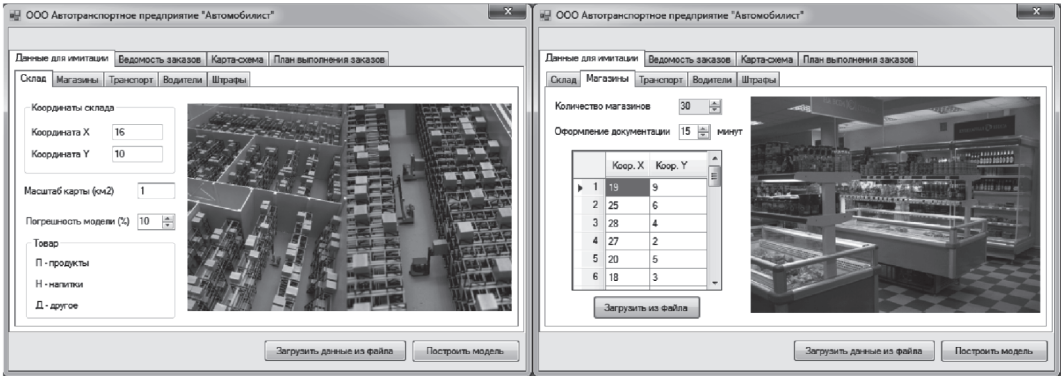 ООО Автотранспортное предприятие "Автомобилист"
Данные для имитации Ведомость заказов Карта-схема План выполнения заказов
Склад Магазины Транспорт Водители Штрафы
Координаты склада
Координата X 16
Координата Y 10
Масштаб карты (км2) 1
Погрешность модели (%) 10
Товар
П - продукты
Н - напитки
Д - другое
Загрузить данные из файла Построить модель
ООО Автотранспортное предприятие "Автомобилист"
Данные для имитации Ведомость заказов Карта-схема План выполнения заказов
Склад Магазины Транспорт Водители Штрафы
Количество магазинов 30
Оформление документации 15 минут
Коор. X Коор. Y
1 19 9
2 25 6
3 28 4
4 27 2
5 20 5
6 18 3
Загрузить из файла
Загрузить данные из файла Построить модель